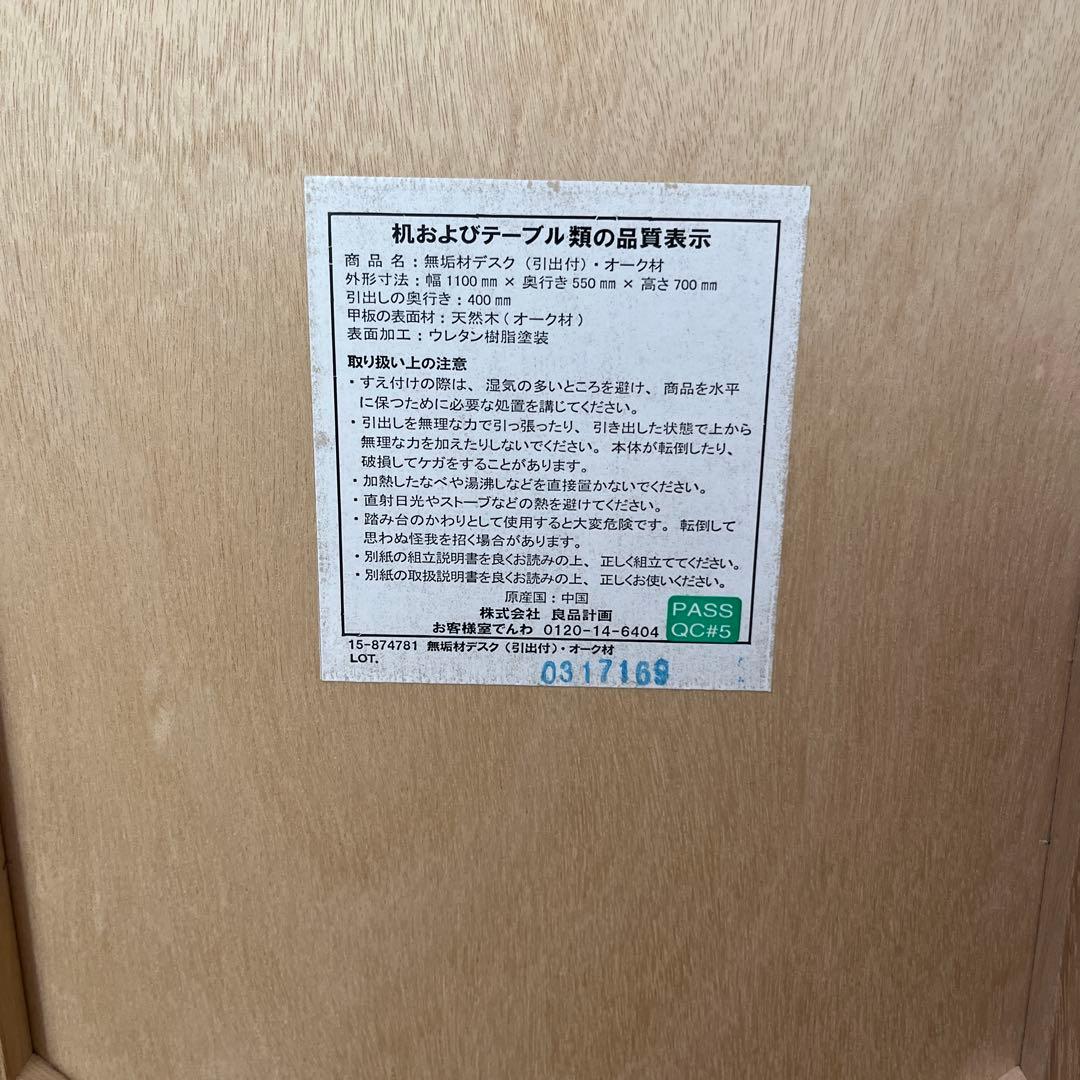 机およびテーブル類の品質表示
商品名：無垢材デスク（引出付）・オーク材
外形寸法：幅1100㎜ × 奥行き550㎜ × 高さ700㎜
引出しの奥行き：400㎜
甲板の表面材：天然木（オーク材）
表面加工：ウレタン樹脂塗装
取り扱い上の注意
・すえ付けの際は、湿気の多いところを避け、商品を水平
に保つために必要な処置を講じてください。
・引出しを無理な力で引っ張ったり、引き出した状態で上から
無理な力を加えたりしないでください。本体が転倒したり、
破損してケガをすることがあります。
・加熱したなべや湯沸しなどを直接置かないでください。
・直射日光やストーブなどの熱を避けてください。
・踏み台のかわりとして使用すると大変危険です。転倒して
思わぬ怪我を招く場合があります。
・別紙の組立説明書を良くお読みの上、正しく組立ててください。
・別紙の取扱説明書を良くお読みの上、正しくお使いください。
原産国：中国
株式会社 良品計画
お客様室でんわ 0120-14-6404
PASS
QC#5
15-874781 無垢材デスク（引出付）・オーク材
LOT.
0317169